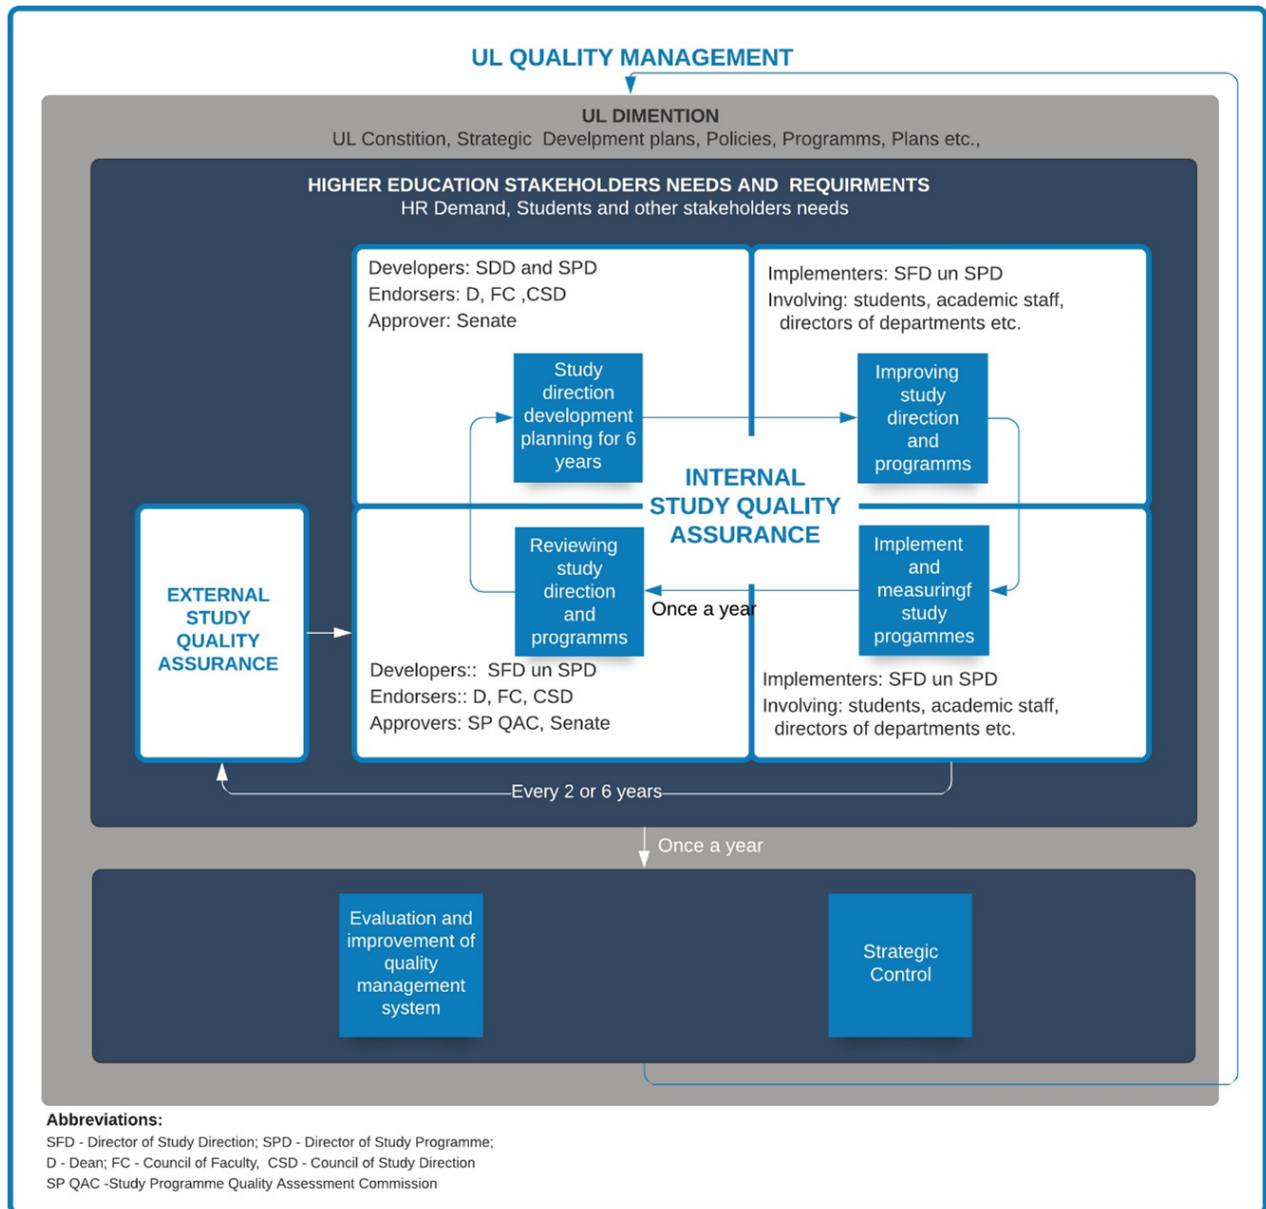 UL QUALITY MANAGEMENT
UL DIMENTION
UL Constition, Strategic Develpment plans, Policies, Programms, Plans etc.,
HIGHER EDUCATION STAKEHOLDERS NEEDS AND REQUIRMENTS
HR Demand, Students and other stakeholders needs
Developers: SDD and SPD
Endorsers: D, FC ,CSD
Approver: Senate
Implementers: SFD un SPD
Involving: students, academic staff,
directors of departments etc.
Study
direction
development
planning for 6
years
Improving
study
direction
and
programms
INTERNAL
STUDY QUALITY
ASSURANCE
EXTERNAL
STUDY
QUALITY
ASSURANCE
Reviewing
study
direction
and
programms
Once a year
Implement
and
measuringf
study
progammes
Developers:: SFD un SPD
Endorsers:: D, FC, CSD
Approvers: SP QAC, Senate
Implementers: SFD un SPD
Involving: students, academic staff,
directors of departments etc.
Every 2 or 6 years
Once a year
Evaluation and
improvement of
quality
management
system
Strategic
Control
Abbreviations:
SFD - Director of Study Direction; SPD - Director of Study Programme;
D - Dean; FC - Council of Faculty, CSD - Council of Study Direction
SP QAC -Study Programme Quality Assessment Commission